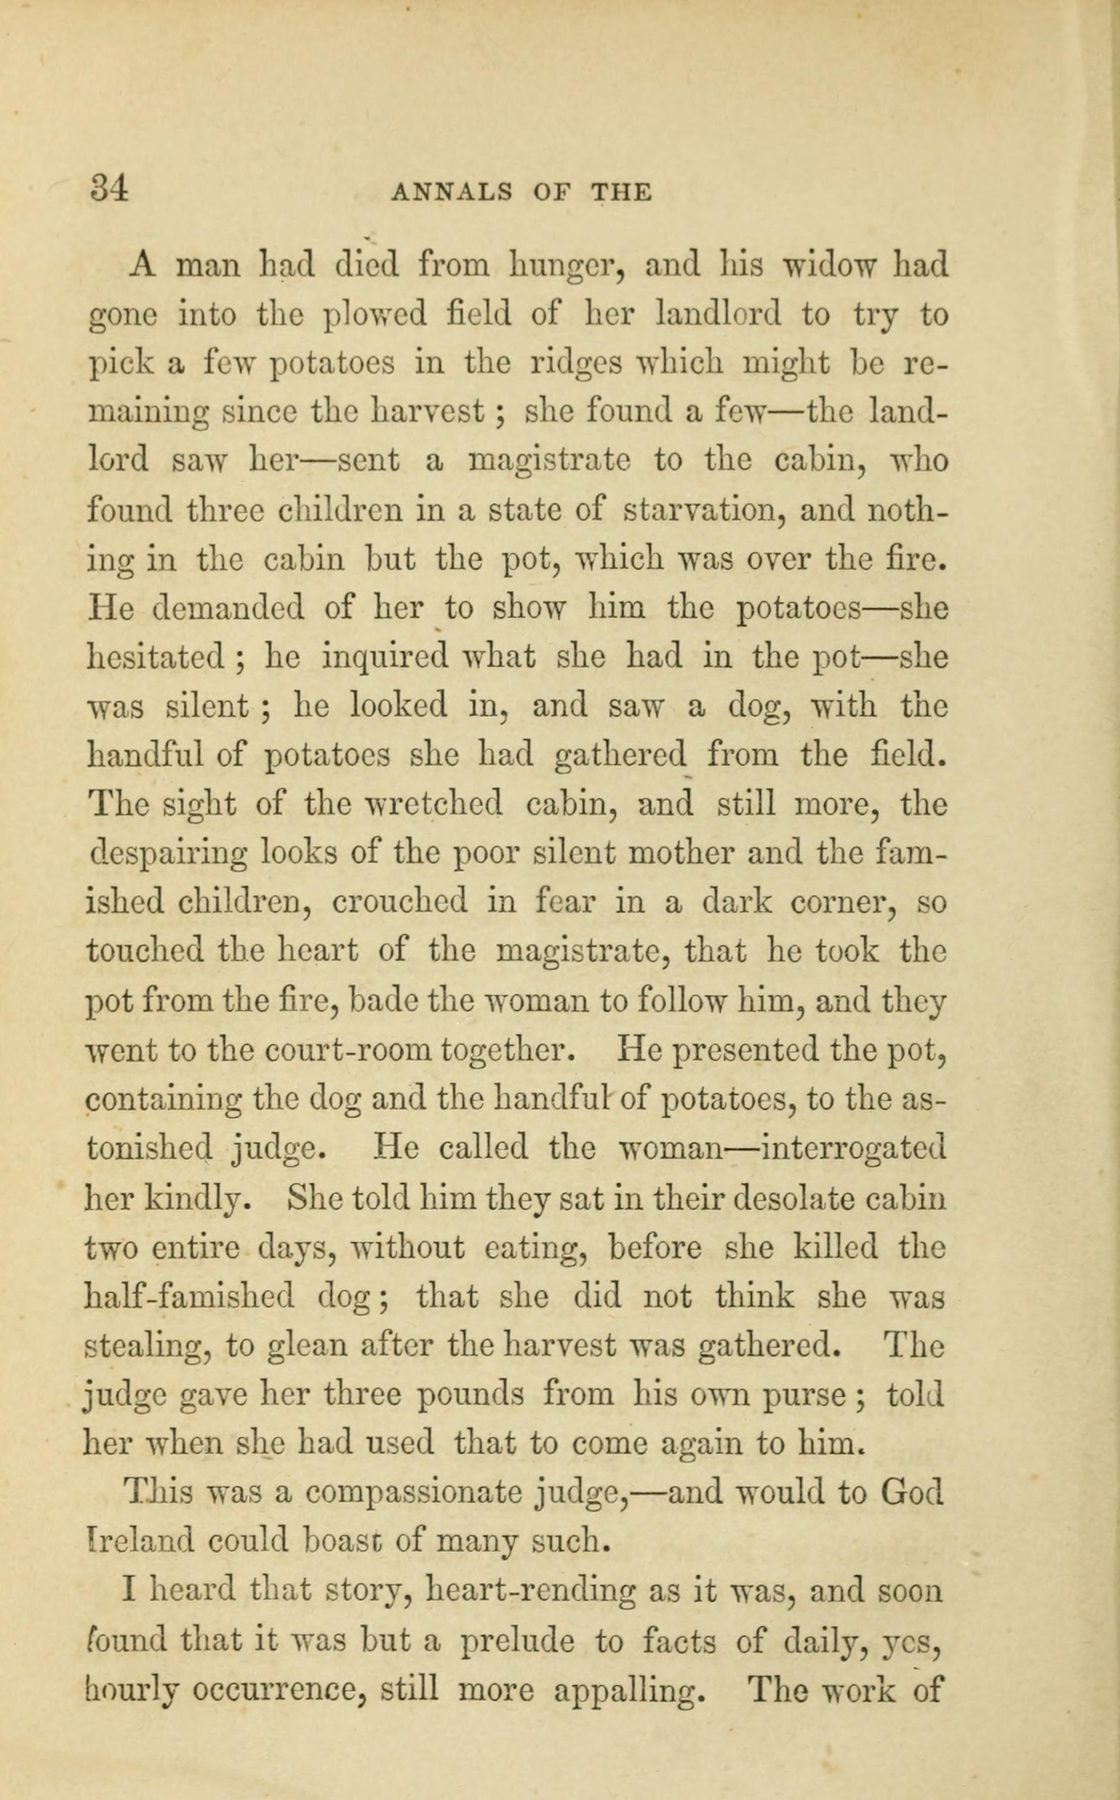 34 ANNALS OF THE
A man had died from hunger, and his widow had
gone into the plowed field of her landlord to try to
pick a few potatoes in the ridges which might be re-
maining since the harvest ; she found a few—the land-
lord saw her—sent a magistrate to the cabin, who
found three children in a state of starvation, and noth-
ing in the cabin but the pot, which was over the fire.
He demanded of her to show him the potatoes—she
hesitated ; he inquired what she had in the pot—she
was silent ; he looked in, and saw a dog, with the
handful of potatoes she had gathered from the field.
The sight of the wretched cabin, and still more, the
despairing looks of the poor silent mother and the fam-
ished children, crouched in fear in a dark corner, so
touched the heart of the magistrate, that he took the
pot from the fire, bade the woman to follow him, and they
went to the court-room together. He presented the pot,
containing the dog and the handful of potatoes, to the as-
tonished judge. He called the woman—interrogated
her kindly. She told him they sat in their desolate cabin
two entire days, without eating, before she killed the
half-famished dog ; that she did not think she was
stealing, to glean after the harvest was gathered. The
judge gave her three pounds from his own purse ; told
her when she had used that to come again to him.
This was a compassionate judge,—and would to God
Ireland could boast of many such.
I heard that story, heart-rending as it was, and soon
found that it was but a prelude to facts of daily, yes,
hourly occurrence, still more appalling. The work of